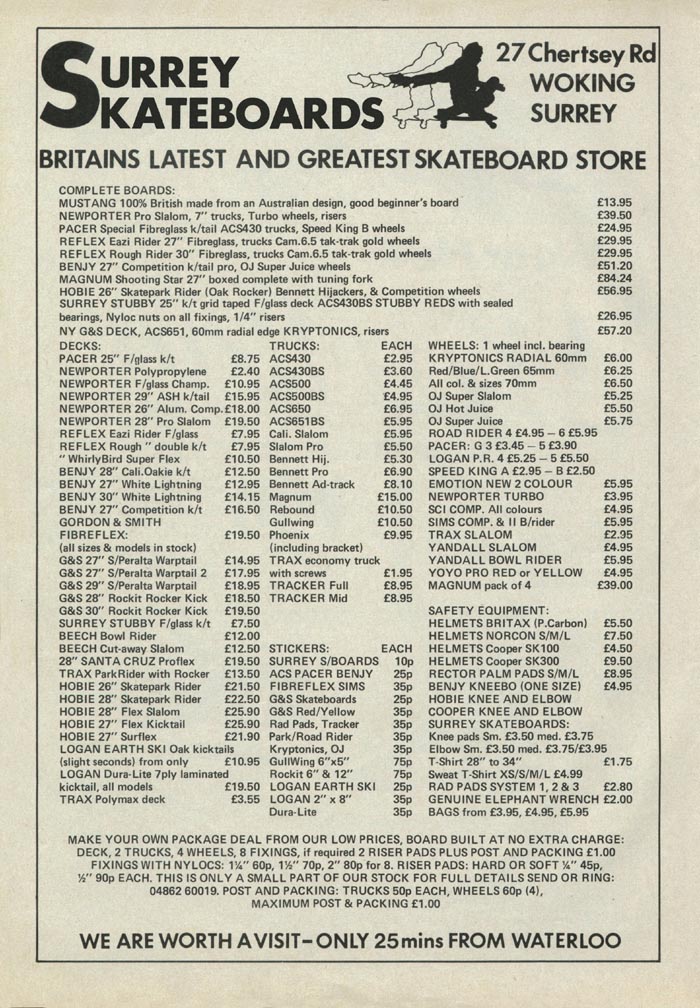 SURREY
SKATEBOARDS
27 Chertsey Rd
WOKING
SURREY
BRITAINS LATEST AND GREATEST SKATEBOARD STORE
COMPLETE BOARDS:
MUSTANG 100% British made from an Australian design, good beginner's board £13.95
NEWPORTER Pro Slalom, 7" trucks, Turbo wheels, risers £39.50
PACER Special Fibreglass k/tail ACS430 trucks, Speed King B wheels £24.95
REFLEX Eazi Rider 27" Fibreglass, trucks Cam.6.5 tak-trak gold wheels £29.95
REFLEX Rough Rider 30" Fibreglass, trucks Cam.6.5 tak-trak gold wheels £29.95
BENJY 27" Competition k/tail pro, OJ Super Juice wheels £51.20
MAGNUM Shooting Star 27" boxed complete with tuning fork £84.24
HOBIE 26" Skatepark Rider (Oak Rocker) Bennett Hijackers, & Competition wheels £56.95
SURREY STUBBY 25" k/t grid taped F/glass deck ACS430BS STUBBY REDS with sealed
bearings, Nyloc nuts on all fixings, 1/4" risers £26.95
NY G&S DECK, ACS651, 60mm radial edge KRYPTONICS, risers £57.20
DECKS:
PACER 25" F/glass k/t £8.75
NEWPORTER Polypropylene £2.40
NEWPORTER F/glass Champ. £10.95
NEWPORTER 29" ASH k/tail £15.95
NEWPORTER 26" Alum. Comp. £18.00
NEWPORTER 28" Pro Slalom £19.50
REFLEX Eazi Rider F/glass £7.95
REFLEX Rough " double k/t £7.95
" WhirlyBird Super Flex £10.50
BENJY 28" Cali.Oakie k/t £12.50
BENJY 27" White Lightning £12.95
BENJY 30" White Lightning £14.15
BENJY 27" Competition k/t £16.50
GORDON & SMITH
FIBREFLEX: £19.50
(all sizes & models in stock)
G&S 27" S/Peralta Warptail £14.95
G&S 27" S/Peralta Warptail 2 £17.95
G&S 29" S/Peralta Warptail £18.95
G&S 28" Rockit Rocker Kick £18.50
G&S 30" Rockit Rocker Kick £19.50
SURREY STUBBY F/glass k/t £7.50
BEECH Bowl Rider £12.00
BEECH Cut-away Slalom £12.50
28" SANTA CRUZ Proflex £19.50
TRAX ParkRider with Rocker £13.50
HOBIE 26" Skatepark Rider £21.50
HOBIE 28" Skatepark Rider £22.50
HOBIE 28" Flex Slalom £25.90
HOBIE 27" Flex Kicktail £25.90
HOBIE 27" Surflex £21.90
LOGAN EARTH SKI Oak kicktails
(slight seconds) from only £10.95
LOGAN Dura-Lite 7ply laminated
kicktail, all models £19.50
TRAX Polymax deck £3.55
TRUCKS: EACH
ACS430 £2.95
ACS430BS £3.60
ACS500 £4.45
ACS500BS £4.95
ACS650 £6.95
ACS651BS £5.95
Cali. Slalom £5.95
Slalom Pro £5.50
Bennett Hij. £5.30
Bennett Pro £6.90
Bennett Ad-track £8.10
Magnum £15.00
Rebound £10.50
Gullwing £10.50
Phoenix £9.95
(including bracket)
TRAX economy truck
with screws £1.95
TRACKER Full £8.95
TRACKER Mid £8.95
STICKERS: EACH
SURREY S/BOARDS 10p
ACS PACER BENJY 25p
FIBREFLEX SIMS 35p
G&S Skateboards 25p
G&S Red/Yellow 35p
Rad Pads, Tracker 35p
Park/Road Rider 35p
Kryptonics, OJ 35p
GullWing 6"x5" 75p
Rockit 6" & 12" 75p
LOGAN EARTH SKI 25p
LOGAN 2" x 8" 35p
Dura-Lite 35p
WHEELS: 1 wheel incl. bearing
KRYPTONICS RADIAL 60mm £6.00
Red/Blue/L.Green 65mm £6.25
All col. & sizes 70mm £6.50
OJ Super Slalom £5.25
OJ Hot Juice £5.50
OJ Super Juice £5.75
ROAD RIDER 4 £4.95 – 6 £5.95
PACER: G 3 £3.45 – 5 £3.90
LOGAN P.R. 4 £5.25 – 5 £5.50
SPEED KING A £2.95 – B £2.50
EMOTION NEW 2 COLOUR £5.95
NEWPORTER TURBO £3.95
SCI COMP. All colours £4.95
SIMS COMP. & II B/rider £5.95
TRAX SLALOM £2.95
YANDALL SLALOM £4.95
YANDALL BOWL RIDER £5.95
YOYO PRO RED or YELLOW £4.95
MAGNUM pack of 4 £39.00
SAFETY EQUIPMENT:
HELMETS BRITAX (P.Carbon) £5.50
HELMETS NORCON S/M/L £7.50
HELMETS Cooper SK100 £4.50
HELMETS Cooper SK300 £9.50
RECTOR PALM PADS S/M/L £8.95
BENJY KNEEBO (ONE SIZE) £4.95
HOBIE KNEE AND ELBOW
COOPER KNEE AND ELBOW
SURREY SKATEBOARDS:
Knee pads Sm. £3.50 med. £3.75
Elbow Sm. £3.50 med. £3.75/£3.95
T-Shirt 28" to 34" £1.75
Sweat T-Shirt XS/S/M/L £4.99
RAD PADS SYSTEM 1, 2 & 3 £2.80
GENUINE ELEPHANT WRENCH £2.00
BAGS from £3.95, £4.95, £5.95
MAKE YOUR OWN PACKAGE DEAL FROM OUR LOW PRICES, BOARD BUILT AT NO EXTRA CHARGE:
DECK, 2 TRUCKS, 4 WHEELS, 8 FIXINGS, if required 2 RISER PADS PLUS POST AND PACKING £1.00
FIXINGS WITH NYLOCS: 1¼" 60p, 1½" 70p, 2" 80p for 8. RISER PADS: HARD OR SOFT ¼" 45p,
½" 90p EACH. THIS IS ONLY A SMALL PART OF OUR STOCK FOR FULL DETAILS SEND OR RING:
04862 60019. POST AND PACKING: TRUCKS 50p EACH, WHEELS 60p (4),
MAXIMUM POST & PACKING £1.00
WE ARE WORTH A VISIT–ONLY 25mins FROM WATERLOO